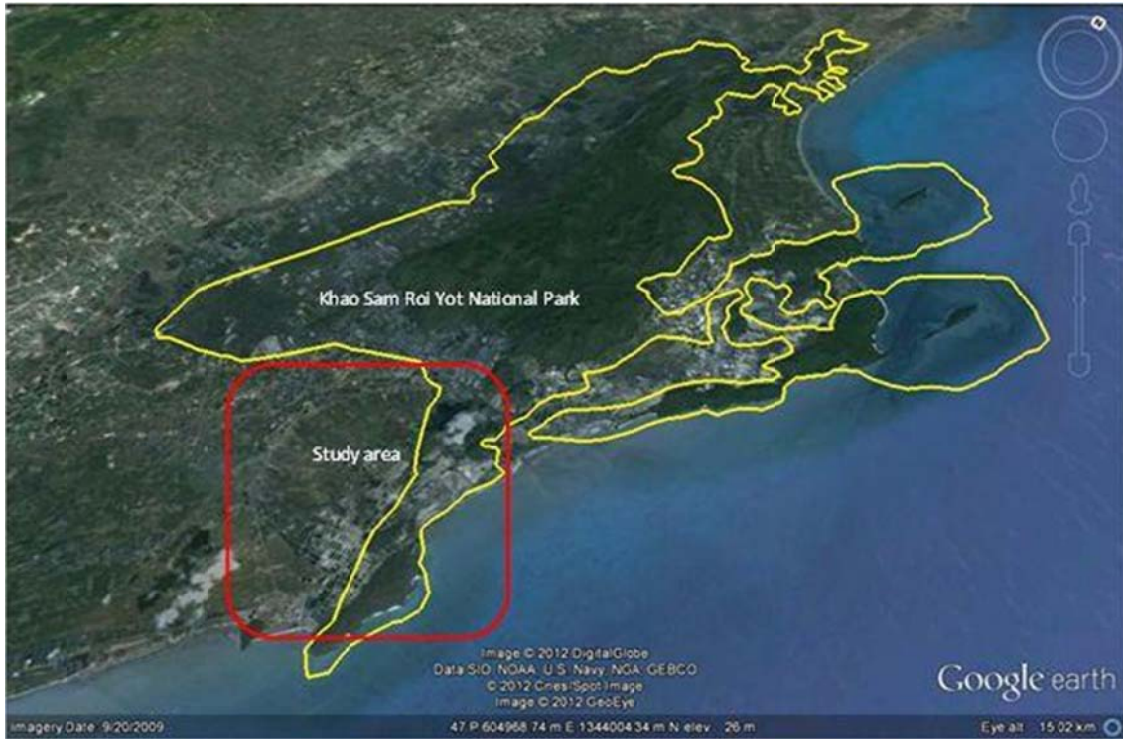 N
Khao Sam Roi Yot National Park
Study area
Image © 2012 DigitalGlobe
Data SIO, NOAA, U.S. Navy, NGA, GEBCO
© 2012 Cnes/Spot Image
Image © 2012 GeoEye
Google earth
Imagery Date: 9/20/2009
47 P 604968.74 m E 1344004.34 m N elev 26 m
Eye alt 15.02 km